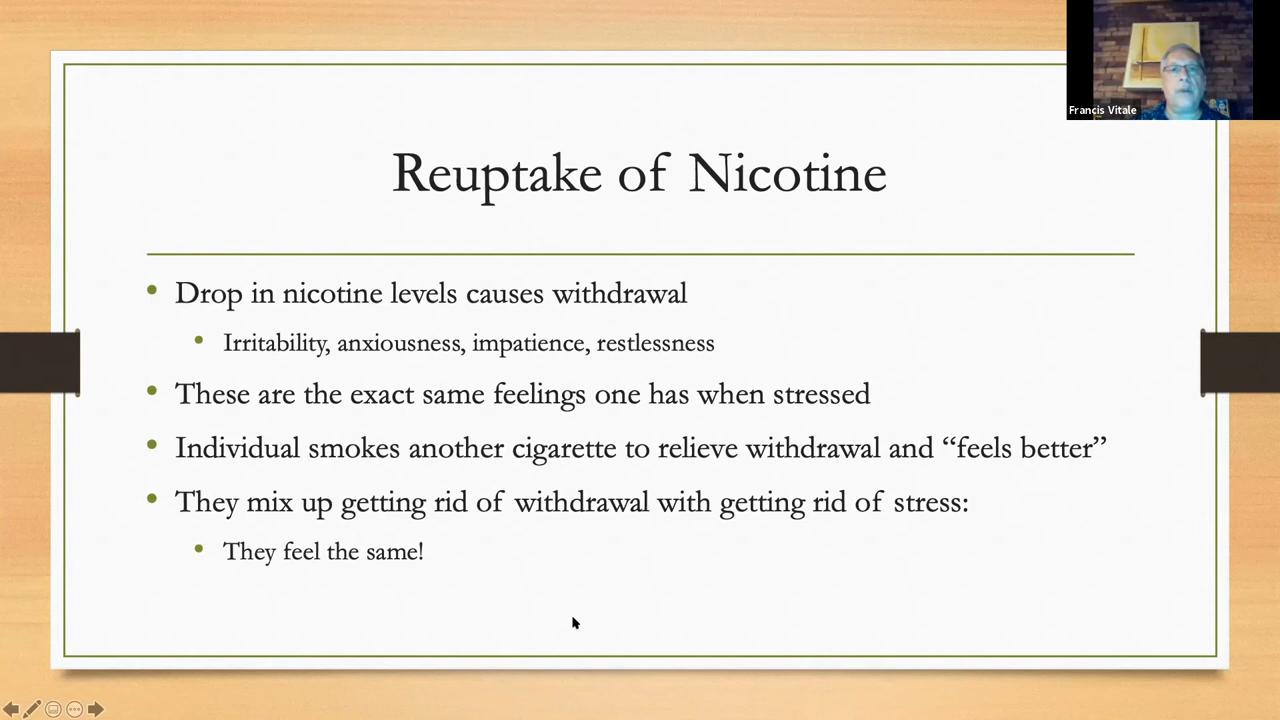 Francis Vitale
Reuptake of Nicotine
• Drop in nicotine levels causes withdrawal
• Irritability, anxiousness, impatience, restlessness
• These are the exact same feelings one has when stressed
• Individual smokes another cigarette to relieve withdrawal and “feels better”
• They mix up getting rid of withdrawal with getting rid of stress:
• They feel the same!